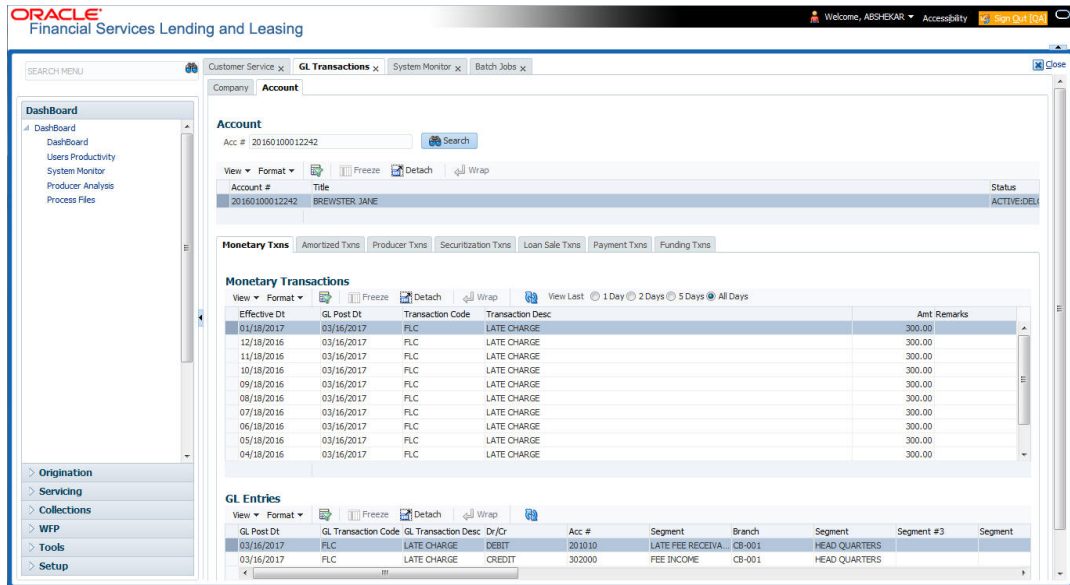 ORACLE
Financial Services Lending and Leasing
Welcome, ABSHEKAR Accessibility Sign Out [QA]
SEARCH MENU
Customer Service x GL Transactions x System Monitor x Batch Jobs x
Close
Company Account
DashBoard
DashBoard
DashBoard
Users Productivity
System Monitor
Producer Analysis
Process Files
Origination
Servicing
Collections
WFP
Tools
Setup
Account
Acc # 20160100012242 Search
View Format Freeze Detach Wrap
Account # Title Status
20160100012242 BREWSTER JANE ACTIVE:DELQ
Monetary Txns Amortized Txns Producer Txns Securitization Txns Loan Sale Txns Payment Txns Funding Txns
Monetary Transactions
View Format Freeze Detach Wrap View Last 1 Day 2 Days 5 Days All Days
Effective Dt GL Post Dt Transaction Code Transaction Desc Amt Remarks
01/18/2017 03/16/2017 FLC LATE CHARGE 300.00
12/18/2016 03/16/2017 FLC LATE CHARGE 300.00
11/18/2016 03/16/2017 FLC LATE CHARGE 300.00
10/18/2016 03/16/2017 FLC LATE CHARGE 300.00
09/18/2016 03/16/2017 FLC LATE CHARGE 300.00
08/18/2016 03/16/2017 FLC LATE CHARGE 300.00
07/18/2016 03/16/2017 FLC LATE CHARGE 300.00
06/18/2016 03/16/2017 FLC LATE CHARGE 300.00
05/18/2016 03/16/2017 FLC LATE CHARGE 300.00
04/18/2016 03/16/2017 FLC LATE CHARGE 300.00
GL Entries
View Format Freeze Detach Wrap
GL Post Dt GL Transaction Code GL Transaction Desc Dr/Cr Acc # Segment Branch Segment Segment #3 Segment
03/16/2017 FLC LATE CHARGE DEBIT 201010 LATE FEE RECEIVA... CB-001 HEAD QUARTERS
03/16/2017 FLC LATE CHARGE CREDIT 302000 FEE INCOME CB-001 HEAD QUARTERS